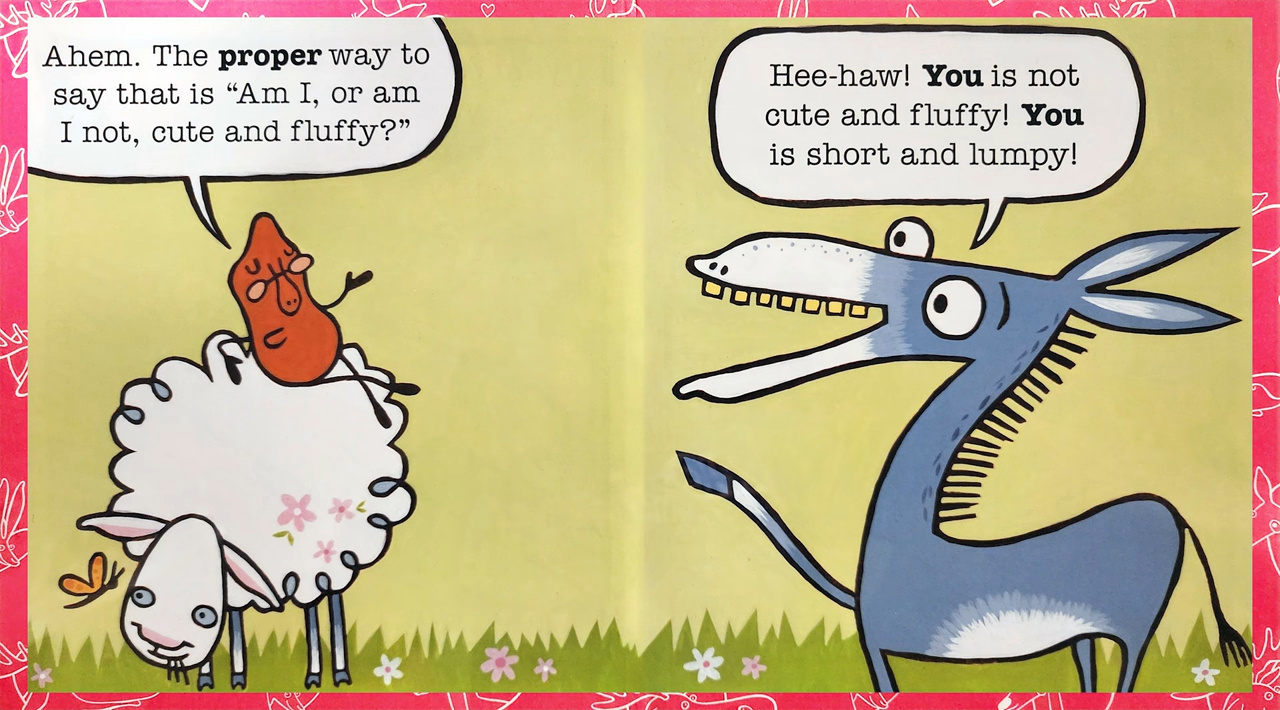 Ahem. The proper way to
say that is “Am I, or am
I not, cute and fluffy?”
Hee-haw! You is not
cute and fluffy! You
is short and lumpy!